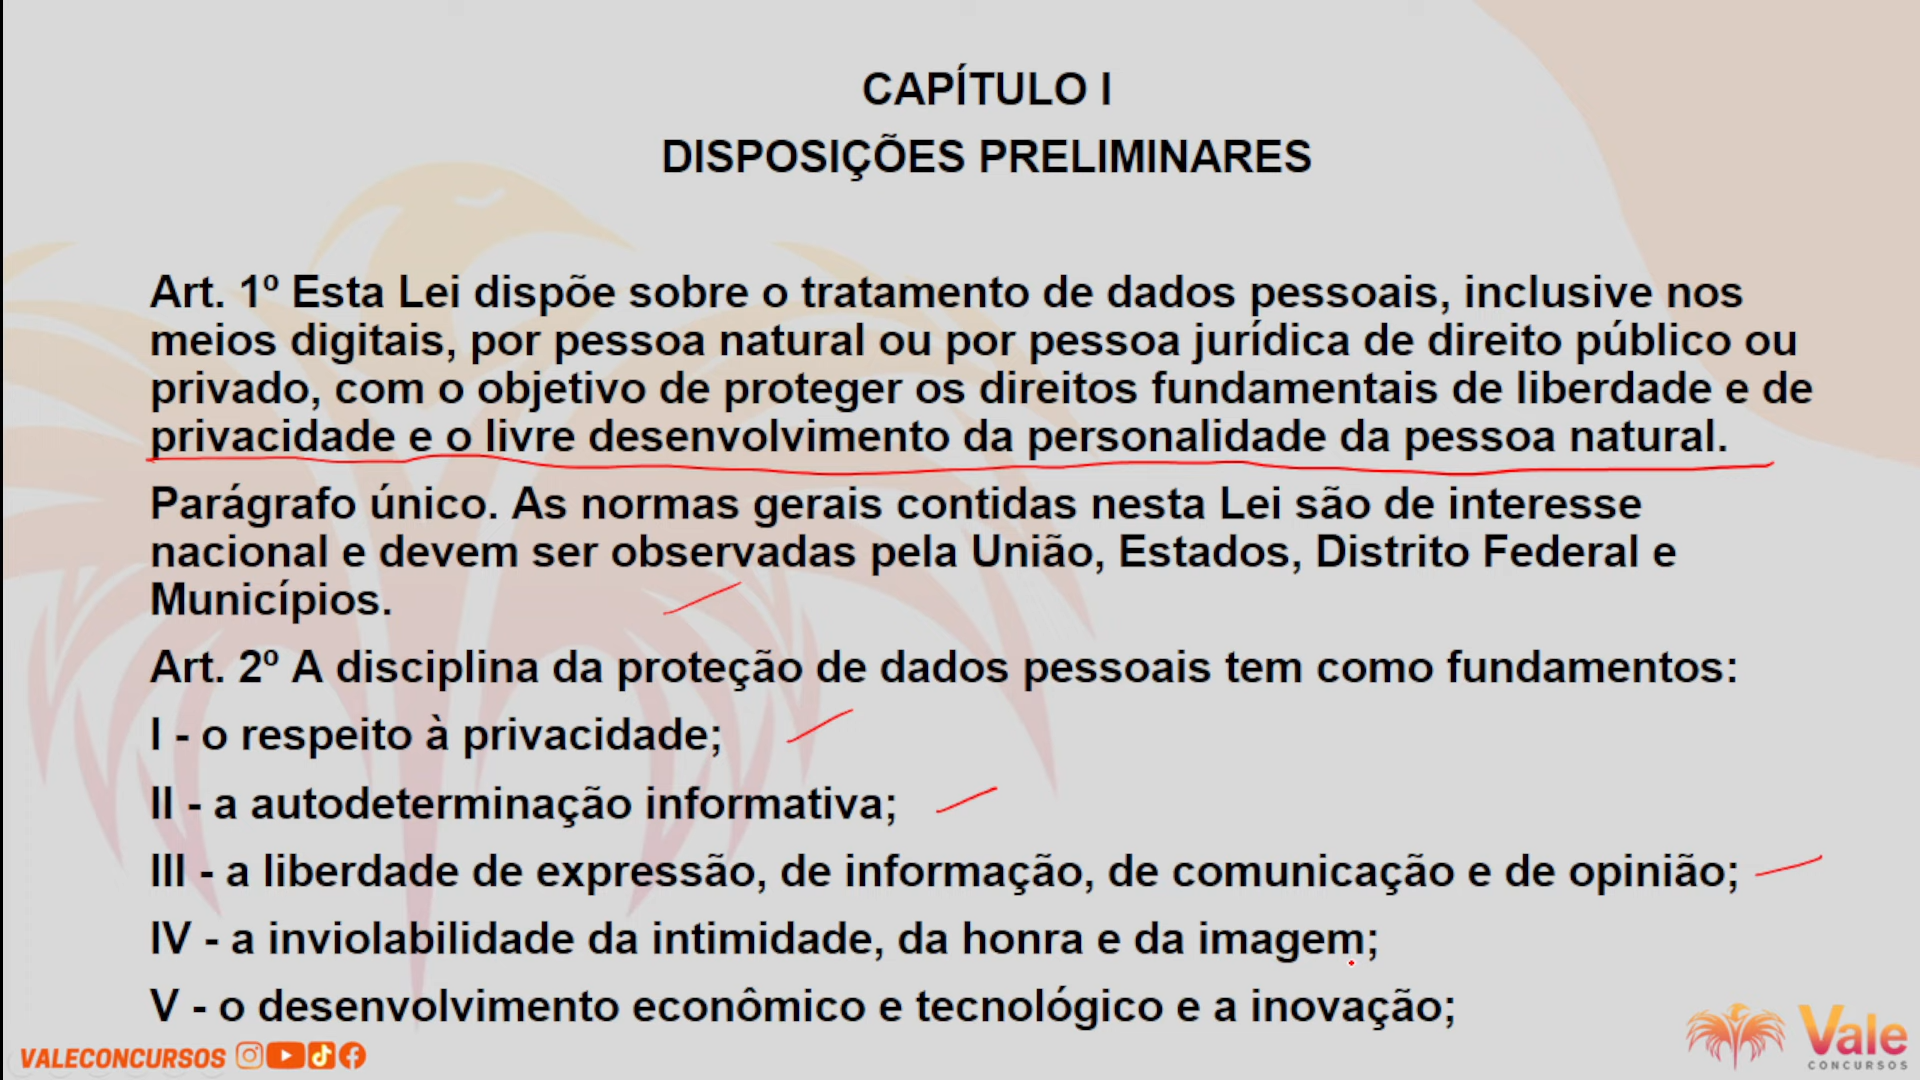 CAPÍTULO I
DISPOSIÇÕES PRELIMINARES
Art. 1º Esta Lei dispõe sobre o tratamento de dados pessoais, inclusive nos
meios digitais, por pessoa natural ou por pessoa jurídica de direito público ou
privado, com o objetivo de proteger os direitos fundamentais de liberdade e de
privacidade e o livre desenvolvimento da personalidade da pessoa natural.
Parágrafo único. As normas gerais contidas nesta Lei são de interesse
nacional e devem ser observadas pela União, Estados, Distrito Federal e
Municípios.
Art. 2º A disciplina da proteção de dados pessoais tem como fundamentos:
I - o respeito à privacidade;
II - a autodeterminação informativa;
III - a liberdade de expressão, de informação, de comunicação e de opinião;
IV - a inviolabilidade da intimidade, da honra e da imagem;
V - o desenvolvimento econômico e tecnológico e a inovação;
VALECONCURSOS
Vale
CONCURSOS